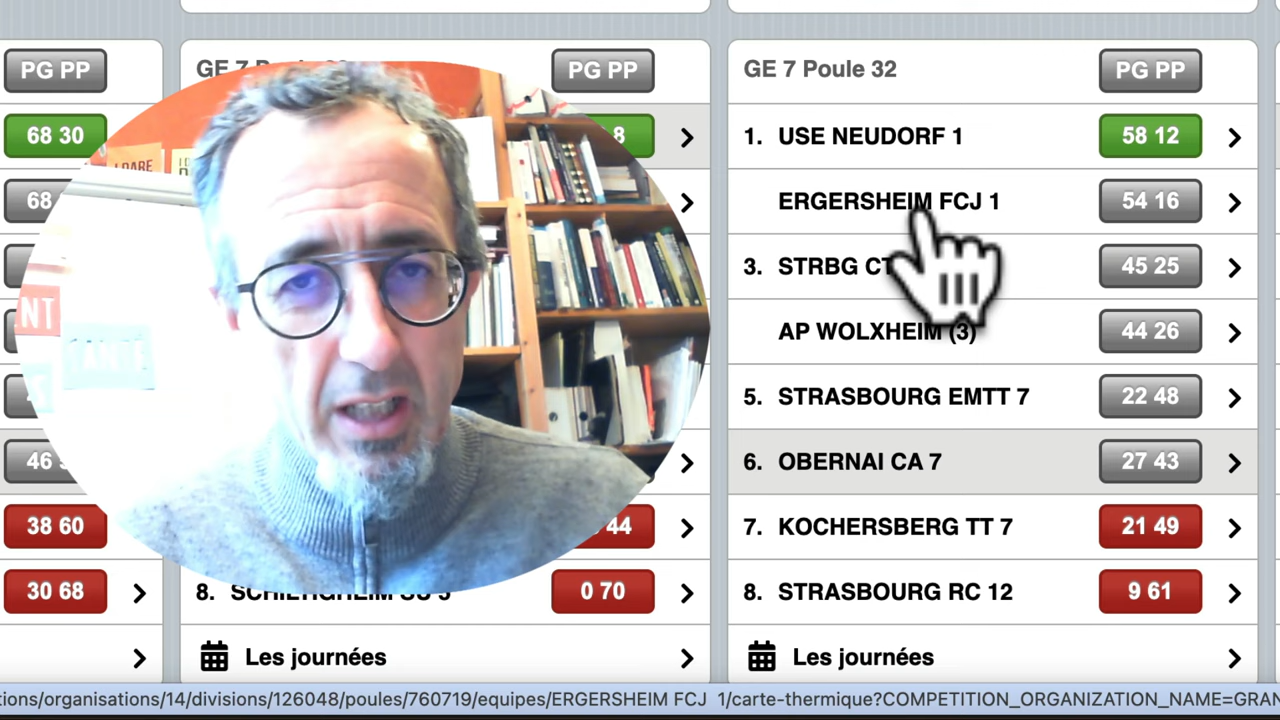 PG PP
68 30
68
46
38 60
30 68
PG PP
8
44
8.
0 70
Les journées
GE 7 Poule 32
PG PP
1. USE NEUDORF 1
58 12
ERGERSHEIM FCJ 1
54 16
3. STRBG CT
45 25
AP WOLXHEIM (3)
44 26
5. STRASBOURG EMTT 7
22 48
6. OBERNAI CA 7
27 43
7. KOCHERSBERG TT 7
21 49
8. STRASBOURG RC 12
9 61
Les journées
tions/organisations/14/divisions/126048/poules/760719/equipes/ERGERSHEIM FCJ 1/carte-thermique?COMPETITION_ORGANIZATION_NAME=GRAN